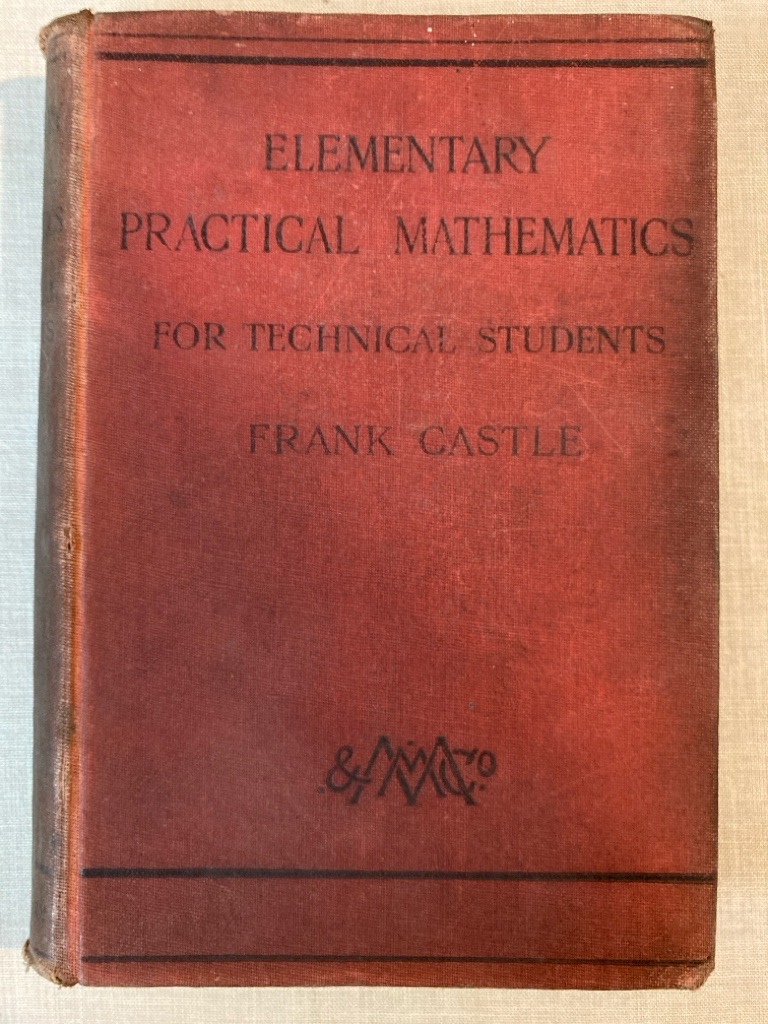 ELEMENTARY
PRACTICAL MATHEMATICS
FOR TECHNICAL STUDENTS
FRANK CASTLE